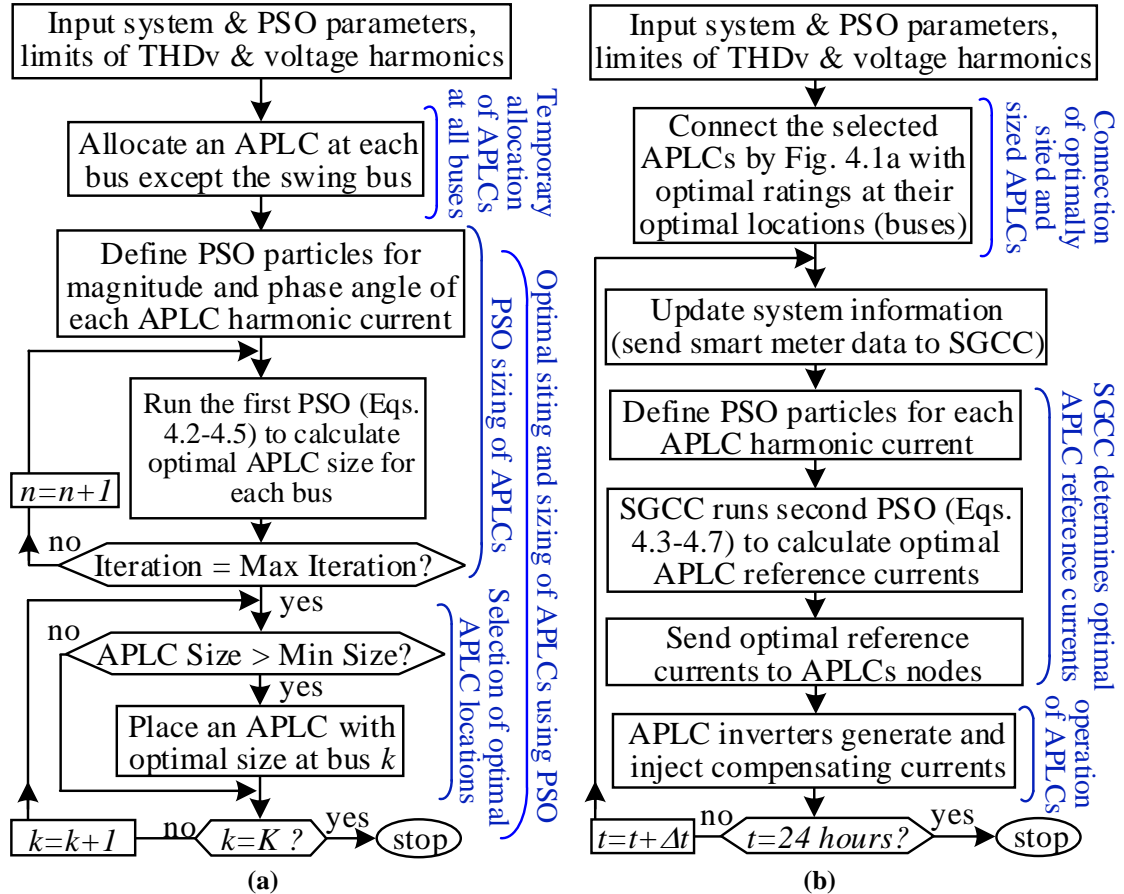 Input system & PSO parameters,
limits of THDv & voltage harmonics
Allocate an APLC at each
bus except the swing bus
Temporary
allocation
of APLCs
at all buses
Define PSO particles for
magnitude and phase angle of
each APLC harmonic current
Run the first PSO (Eqs.
4.2-4.5) to calculate
optimal APLC size for
each bus
n=n+1
no
Iteration = Max Iteration?
yes
PSO sizing of APLCs
Optimal siting and sizing of APLCs using PSO
no
APLC Size > Min Size?
yes
Place an APLC with
optimal size at bus k
Selection of optimal
APLC locations
k=k+1
no
k=K ?
yes
stop
(a)
Input system & PSO parameters,
limites of THDv & voltage harmonics
Connect the selected
APLCs by Fig. 4.1a with
optimal ratings at their
optimal locations (buses)
Connection
of optimally
sited and
sized APLCs
Update system information
(send smart meter data to SGCC)
Define PSO particles for each
APLC harmonic current
SGCC runs second PSO (Eqs.
4.3-4.7) to calculate optimal
APLC reference currents
Send optimal reference
currents to APLCs nodes
SGCC determines optimal
APLC reference currents
APLC inverters generate and
inject compensating currents
operation
of APLCs
t=t+Δt
no
t=24 hours?
yes
stop
(b)